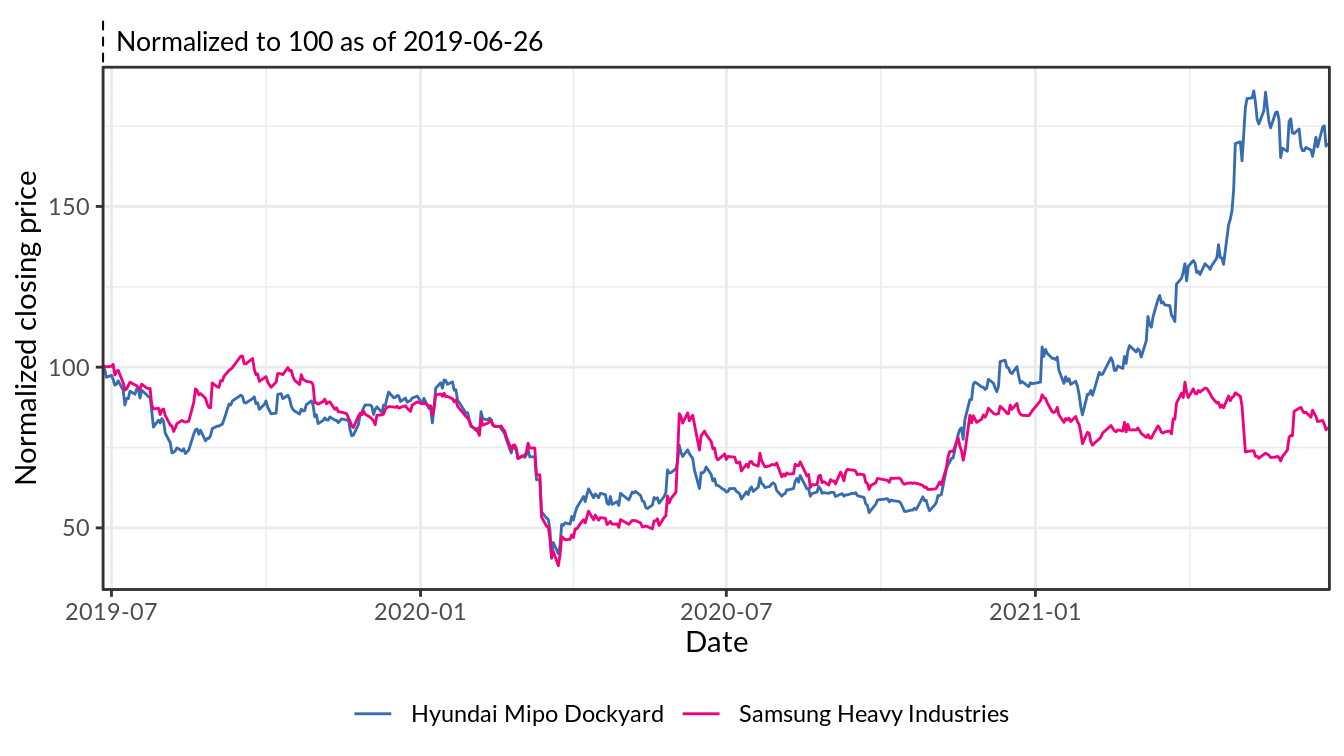 Normalized to 100 as of 2019-06-26
Normalized closing price
150
100
50
2019-07
2020-01
2020-07
2021-01
Date
Hyundai Mipo Dockyard
Samsung Heavy Industries